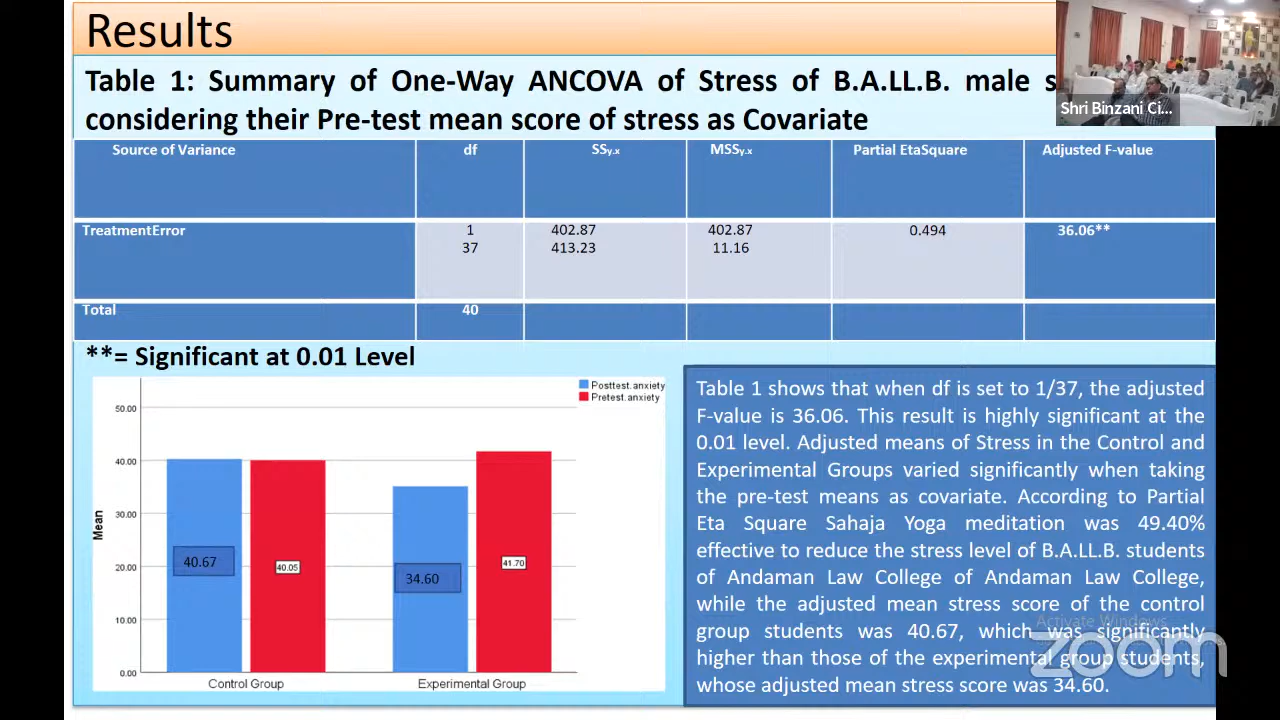 Results
Table 1: Summary of One-Way ANCOVA of Stress of B.A.LL.B. male s
considering their Pre-test mean score of stress as Covariate
Shri Binzani Ci...
Source of Variance df SSy.x MSSy.x Partial EtaSquare Adjusted F-value
TreatmentError 1 402.87 402.87 0.494 36.06**
37 413.23 11.16
Total 40
**= Significant at 0.01 Level
Posttest.anxiety
Pretest.anxiety
50.00
40.00
30.00
20.00
10.00
0.00
Mean
40.67
40.05
34.60
41.70
Control Group
Experimental Group
Table 1 shows that when df is set to 1/37, the adjusted
F-value is 36.06. This result is highly significant at the
0.01 level. Adjusted means of Stress in the Control and
Experimental Groups varied significantly when taking
the pre-test means as covariate. According to Partial
Eta Square Sahaja Yoga meditation was 49.40%
effective to reduce the stress level of B.A.LL.B. students
of Andaman Law College of Andaman Law College,
while the adjusted mean stress score of the control
group students was 40.67, which was significantly
higher than those of the experimental group students,
whose adjusted mean stress score was 34.60.
Activate Windows
zoom